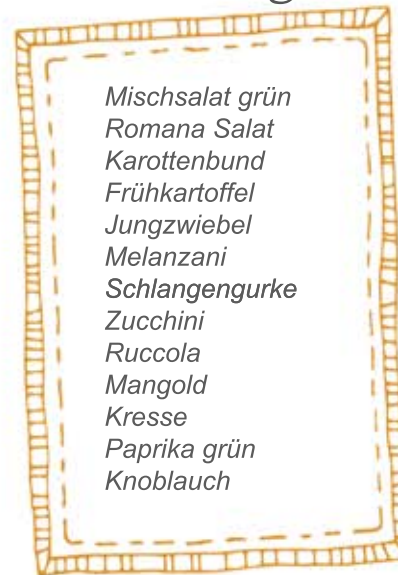 Mischsalat grün
Romana Salat
Karottenbund
Frühkartoffel
Jungzwiebel
Melanzani
Schlangengurke
Zucchini
Ruccola
Mangold
Kresse
Paprika grün
Knoblauch